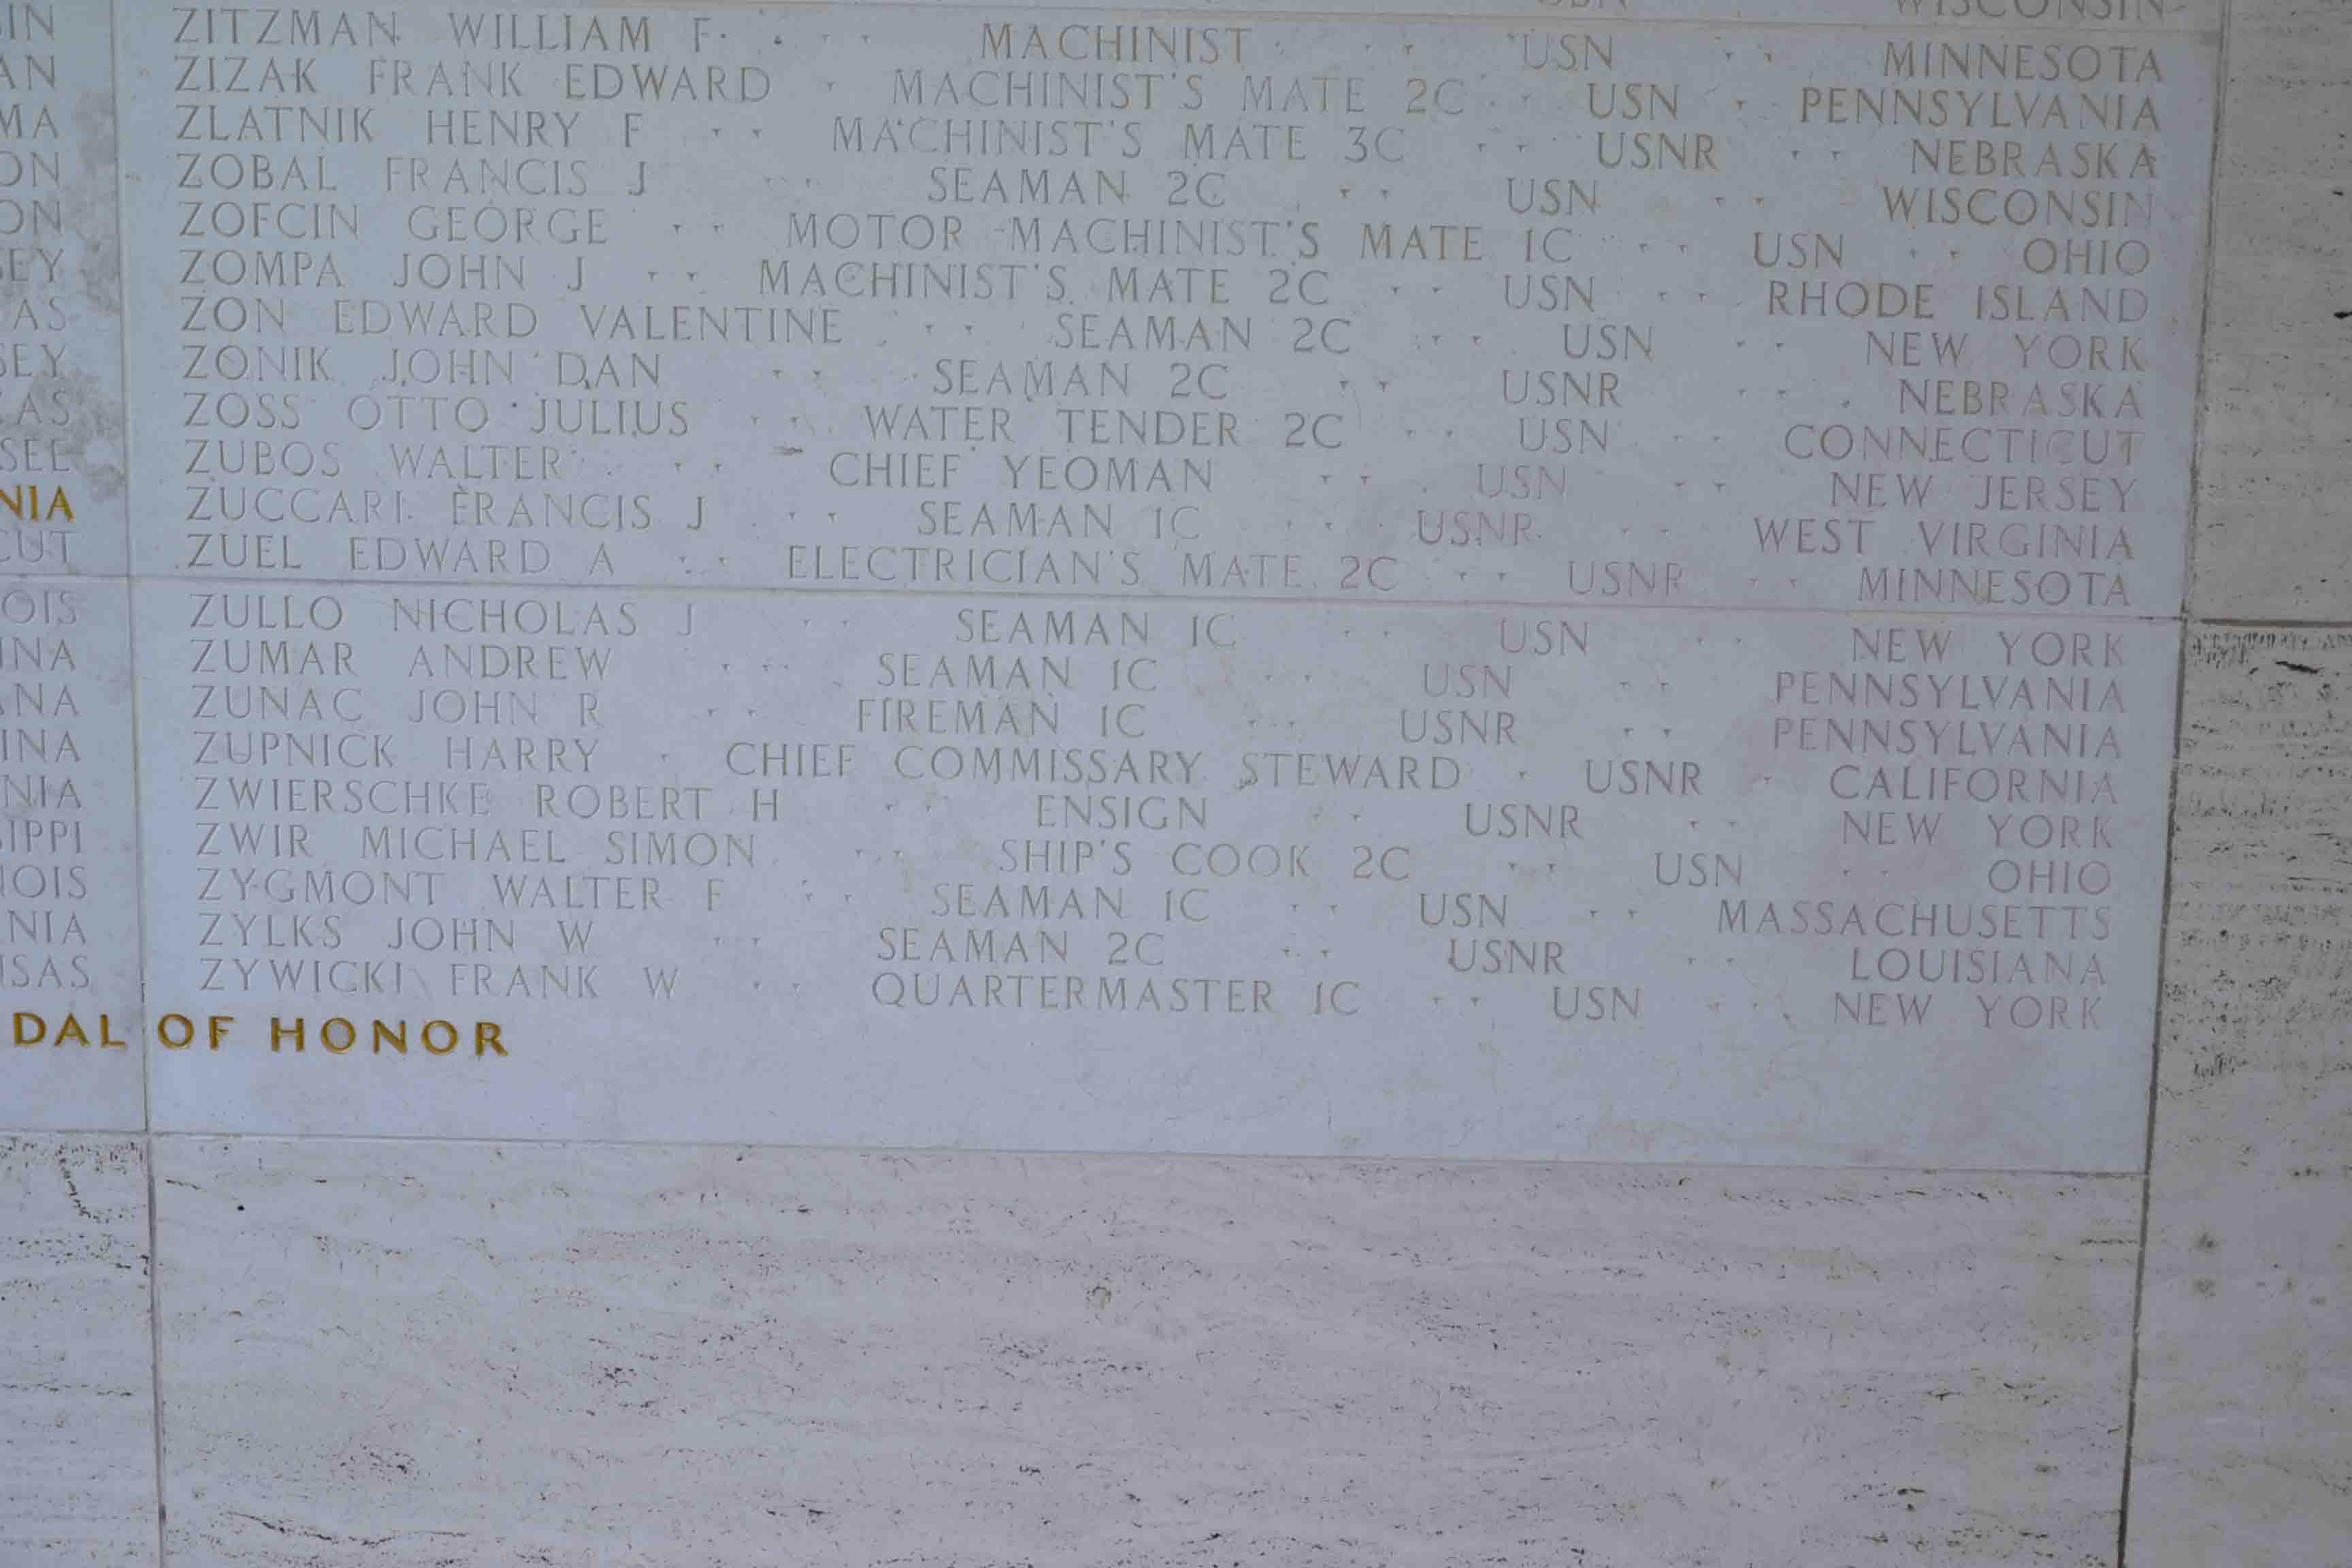 WISCONSIN
ZITZMAN WILLIAM F · · · MACHINIST · · USN · · MINNESOTA
ZIZAK FRANK EDWARD · MACHINIST'S MATE 2C · · USN · PENNSYLVANIA
ZLATNIK HENRY F · · MACHINIST'S MATE 3C · · USNR · · NEBRASKA
ZOBAL FRANCIS J · · SEAMAN 2C · · USN · · WISCONSIN
ZOFCIN GEORGE · · MOTOR MACHINIST'S MATE 1C · · USN · · OHIO
ZOMPA JOHN J · · MACHINIST'S MATE 2C · · USN · · RHODE ISLAND
ZON EDWARD VALENTINE · · SEAMAN 2C · · USN · · NEW YORK
ZONIK JOHN DAN · · SEAMAN 2C · · USNR · · NEBRASKA
ZOSS OTTO JULIUS · · WATER TENDER 2C · · USN · · CONNECTICUT
ZUBOS WALTER · · CHIEF YEOMAN · · USN · · NEW JERSEY
ZUCCARI FRANCIS J · · SEAMAN 1C · · USNR · · WEST VIRGINIA
ZUEL EDWARD A · · ELECTRICIAN'S MATE 2C · · USNR · · MINNESOTA
ZULLO NICHOLAS J · · SEAMAN 1C · · USN · · NEW YORK
ZUMAR ANDREW · · SEAMAN 1C · · USN · · PENNSYLVANIA
ZUNAC JOHN R · · FIREMAN 1C · · USNR · · PENNSYLVANIA
ZUPNICK HARRY · CHIEF COMMISSARY STEWARD · USNR · CALIFORNIA
ZWIERSCHKE ROBERT H · · ENSIGN · · USNR · · NEW YORK
ZWIR MICHAEL SIMON · · SHIP'S COOK 2C · · USN · · OHIO
ZYGMONT WALTER F · · SEAMAN 1C · · USN · · MASSACHUSETTS
ZYLKS JOHN W · · SEAMAN 2C · · USNR · · LOUISIANA
ZYWICKI FRANK W · · QUARTERMASTER 1C · · USN · · NEW YORK
DAL OF HONOR